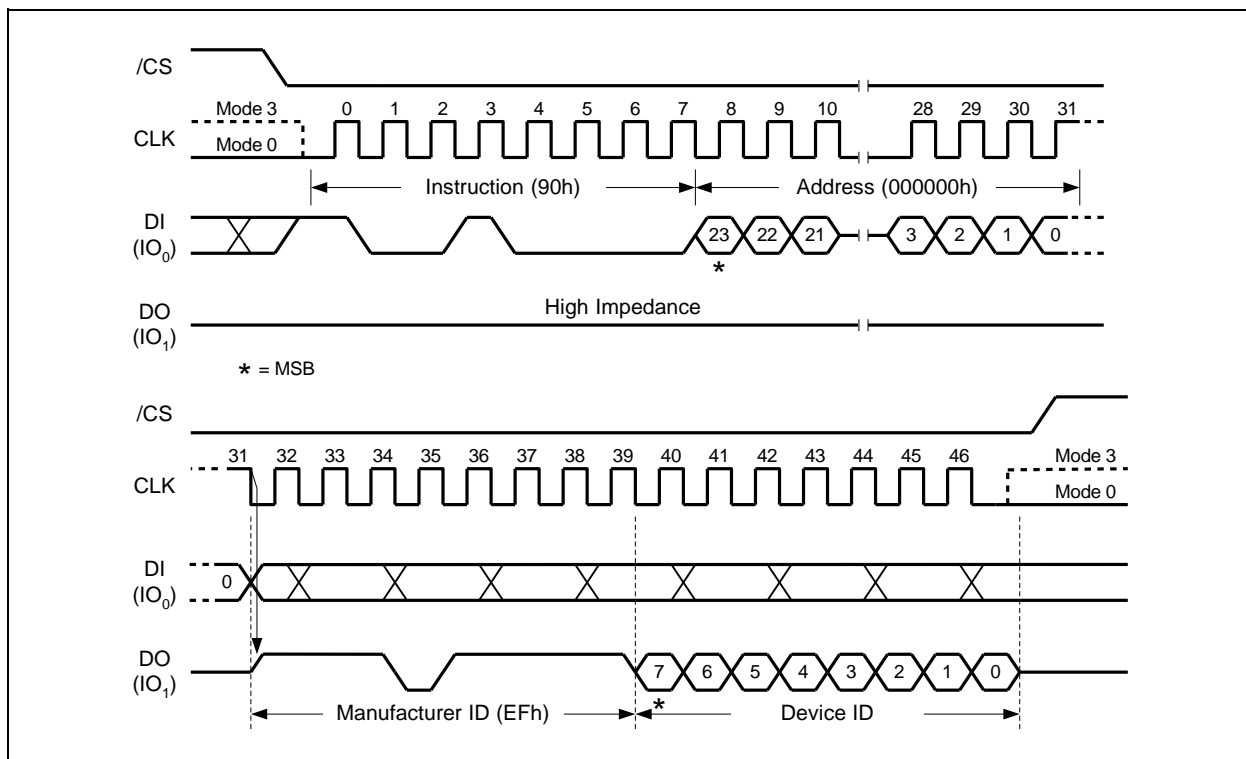 /CS
Mode 3 0 1 2 3 4 5 6 7 8 9 10 28 29 30 31
CLK
Mode 0
Instruction (90h) Address (000000h)
DI
(IO0)
23 22 21 3 2 1 0
*
High Impedance
DO
(IO1)
* = MSB
/CS
31 32 33 34 35 36 37 38 39 40 41 42 43 44 45 46 Mode 3
CLK
Mode 0
DI
(IO0)
0
DO
(IO1)
7 6 5 4 3 2 1 0
*
Manufacturer ID (EFh) Device ID